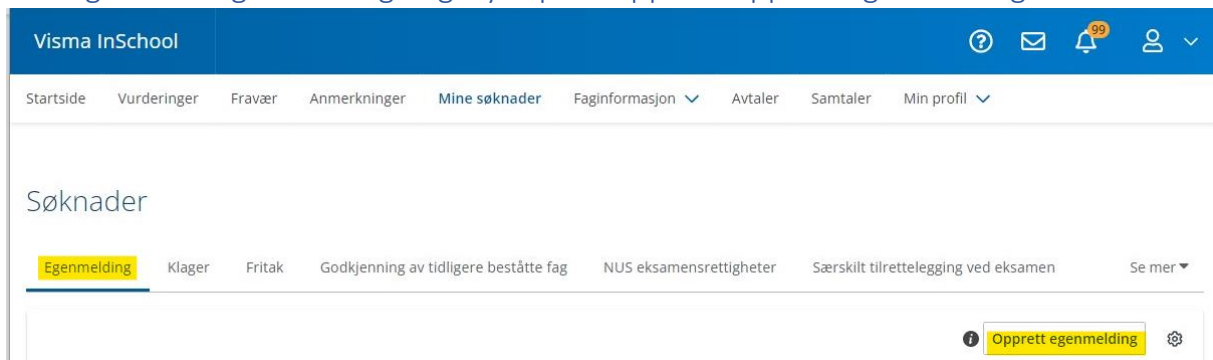 Visma InSchool
99
Startside Vurderinger Fravær Anmerkninger Mine søknader Faginformasjon Avtaler Samtaler Min profil
Søknader
Egenmelding Klager Fritak Godkjenning av tidligere beståtte fag NUS eksamensrettigheter Særskilt tilrettelegging ved eksamen Se mer
Opprett egenmelding